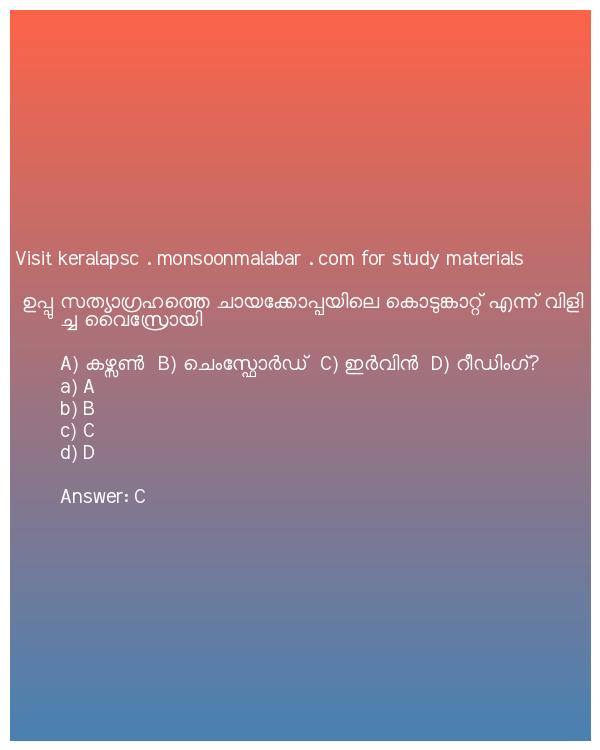 Visit keralapsc . monsoonmalabar . com for study materials
ഉപ്പു സത്യാഗ്രഹത്തെ ചായക്കോപ്പയിലെ കൊടുങ്കാറ്റ് എന്ന് വിളി
ച്ച വൈസ്രോയി
A) കഴ്സൺ B) ചെംസ്ഫോർഡ് C) ഇർവിൻ D) റീഡിംഗ്?
a) A
b) B
c) C
d) D
Answer: C